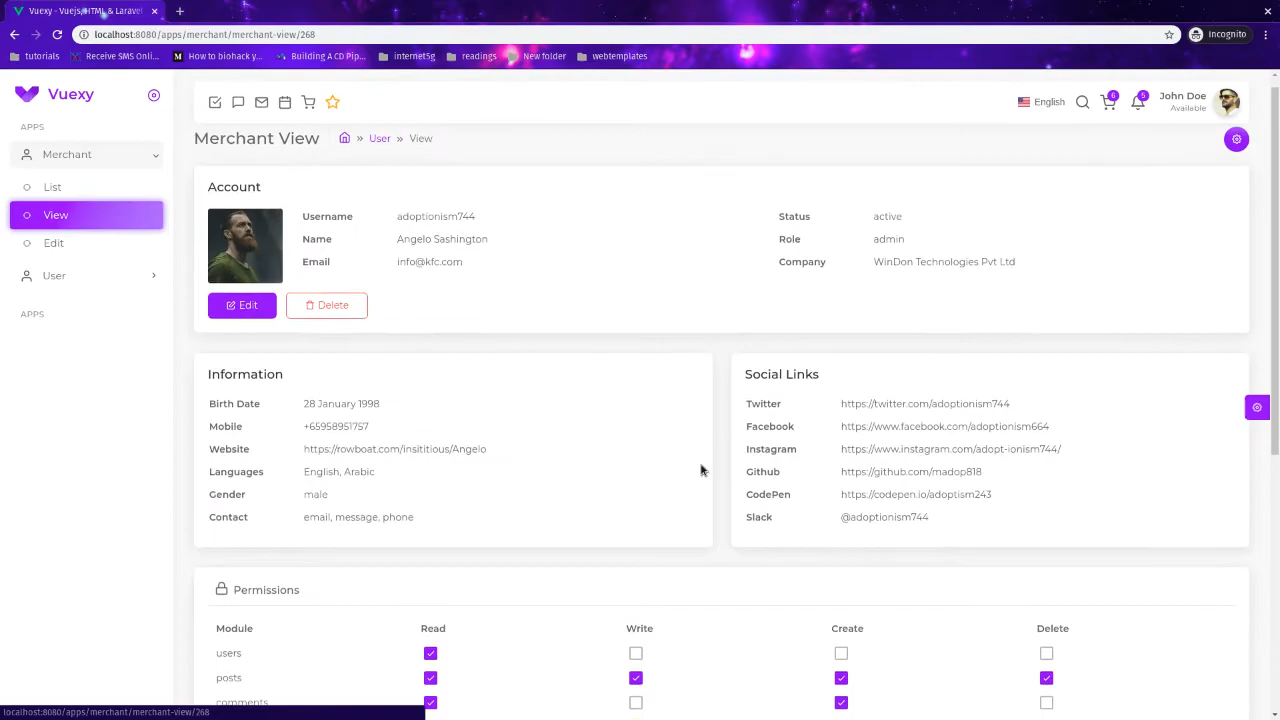 Vuexy - Vuejs, HTML & Laravel
localhost:8080/apps/merchant/merchant-view/268
Incognito
tutorials
Receive SMS Onli...
How to biohack y...
Building A CD Pip...
internet5g
readings
New folder
webtemplates
Vuexy
English
6
5
John Doe
Available
APPS
Merchant
List
View
Edit
User
APPS
Merchant View
» User » View
Account
Username adoptionism744
Name Angelo Sashington
Email info@kfc.com
Status active
Role admin
Company WinDon Technologies Pvt Ltd
Edit
Delete
Information
Birth Date 28 January 1998
Mobile +65958951757
Website https://rowboat.com/insititious/Angelo
Languages English, Arabic
Gender male
Contact email, message, phone
Social Links
Twitter https://twitter.com/adoptionism744
Facebook https://www.facebook.com/adoptionism664
Instagram https://www.instagram.com/adopt-ionism744/
Github https://github.com/madop818
CodePen https://codepen.io/adoptism243
Slack @adoptionism744
Permissions
Module Read Write Create Delete
users
posts
comments
localhost:8080/apps/merchant/merchant-view/268